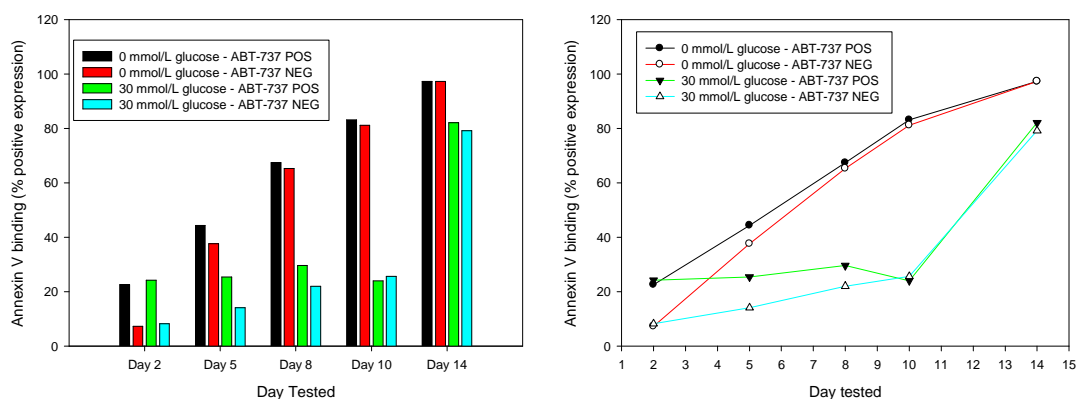 120
100
80
60
40
20
0
Annexin V binding (% positive expression)
0 mmol/L glucose - ABT-737 POS
0 mmol/L glucose - ABT-737 NEG
30 mmol/L glucose - ABT-737 POS
30 mmol/L glucose - ABT-737 NEG
Day 2 Day 5 Day 8 Day 10 Day 14
Day Tested
120
100
80
60
40
20
0
Annexin V binding (% positive expression)
0 mmol/L glucose - ABT-737 POS
0 mmol/L glucose - ABT-737 NEG
30 mmol/L glucose - ABT-737 POS
30 mmol/L glucose - ABT-737 NEG
1 2 3 4 5 6 7 8 9 10 11 12 13 14 15
Day tested